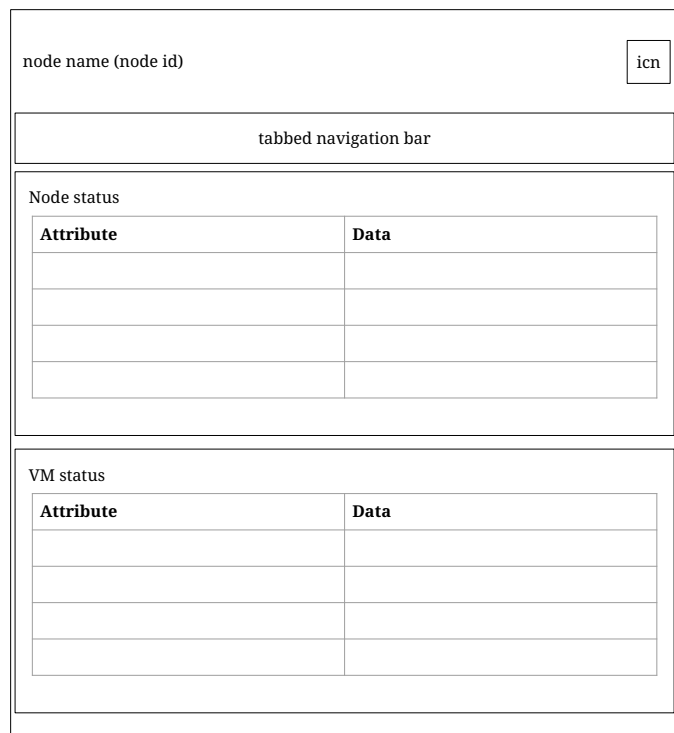 node name (node id)
icn
tabbed navigation bar
Node status
Attribute Data
VM status
Attribute Data